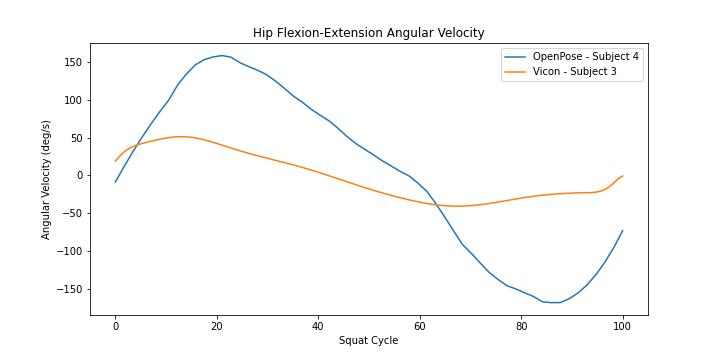 Hip Flexion-Extension Angular Velocity
OpenPose - Subject 4
Vicon - Subject 3
Angular Velocity (deg/s)
150
100
50
0
−50
−100
−150
0 20 40 60 80 100
Squat Cycle